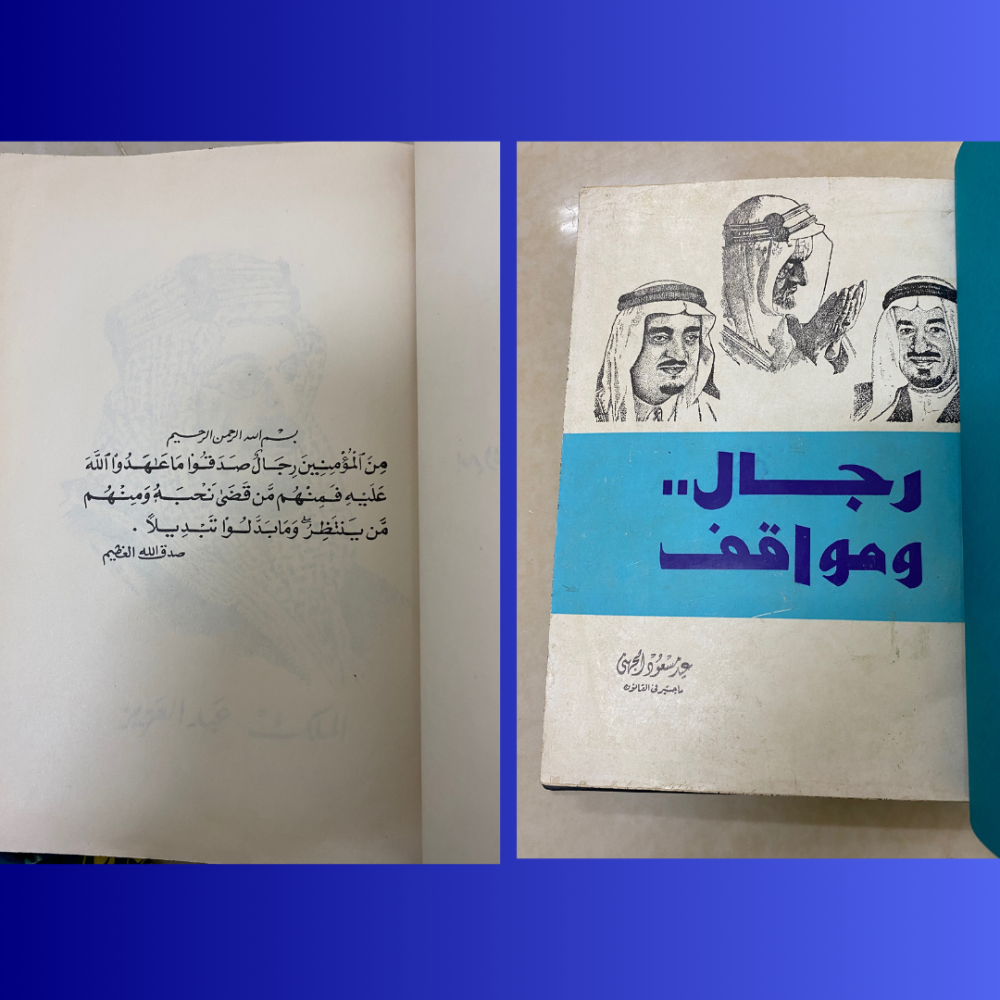 رجال..
ومواقف
عيد مسعود الجهني
ماجستير في القانون
بسم الله الرحمن الرحيم
مِنَ الْمُؤْمِنِينَ رِجَالٌ صَدَقُوا مَا عَاهَدُوا اللَّهَ
عَلَيْهِ فَمِنْهُم مَّن قَضَىٰ نَحْبَهُ وَمِنْهُم
مَّن يَنتَظِرُ ۖ وَمَا بَدَّلُوا تَبْدِيلاً .
صدق الله العظيم